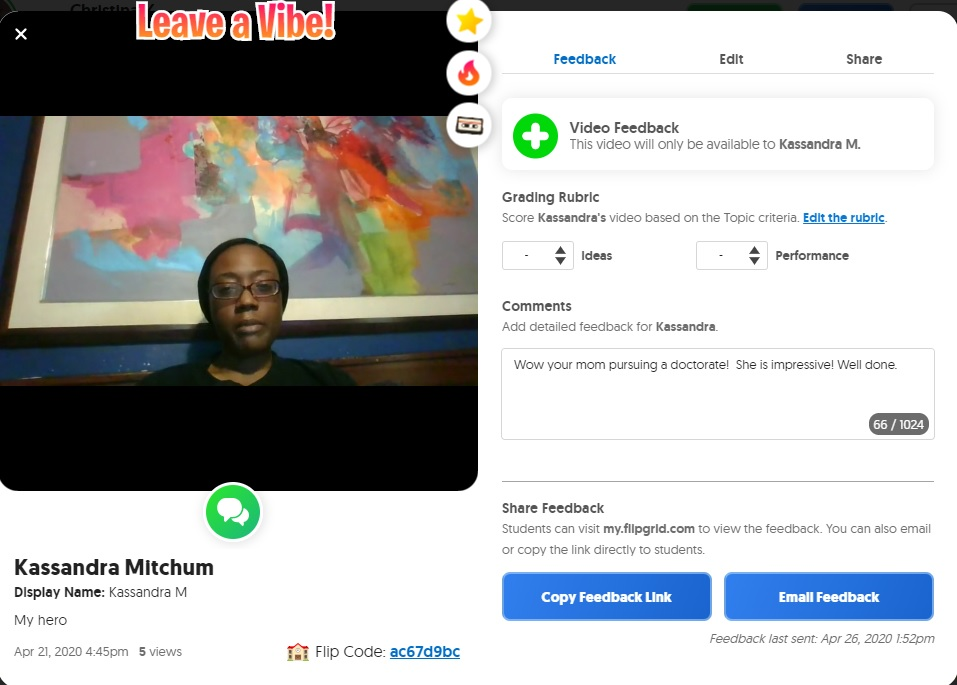 Christina
Leave a Vibe!
Feedback
Edit
Share
Video Feedback
This video will only be available to Kassandra M.
Grading Rubric
Score Kassandra's video based on the Topic criteria. Edit the rubric.
- Ideas
- Performance
Comments
Add detailed feedback for Kassandra.
Wow your mom pursuing a doctorate!  She is impressive! Well done.
66 / 1024
Share Feedback
Students can visit my.flipgrid.com to view the feedback. You can also email
or copy the link directly to students.
Copy Feedback Link
Email Feedback
Feedback last sent: Apr 26, 2020 1:52pm
Kassandra Mitchum
Display Name: Kassandra M
My hero
Apr 21, 2020 4:45pm 5 views
Flip Code: ac67d9bc